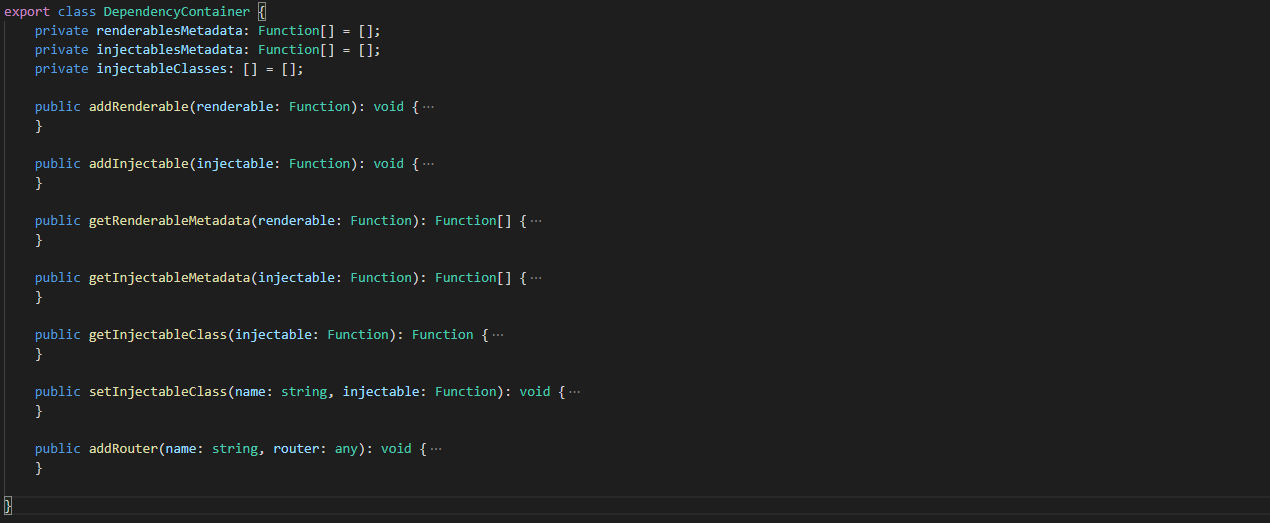 export class DependencyContainer {
    private renderablesMetadata: Function[] = [];
    private injectablesMetadata: Function[] = [];
    private injectableClasses: [] = [];
    public addRenderable(renderable: Function): void {⋯
    }
    public addInjectable(injectable: Function): void {⋯
    }
    public getRenderableMetadata(renderable: Function): Function[] {⋯
    }
    public getInjectableMetadata(injectable: Function): Function[] {⋯
    }
    public getInjectableClass(injectable: Function): Function {⋯
    }
    public setInjectableClass(name: string, injectable: Function): void {⋯
    }
    public addRouter(name: string, router: any): void {⋯
    }
}